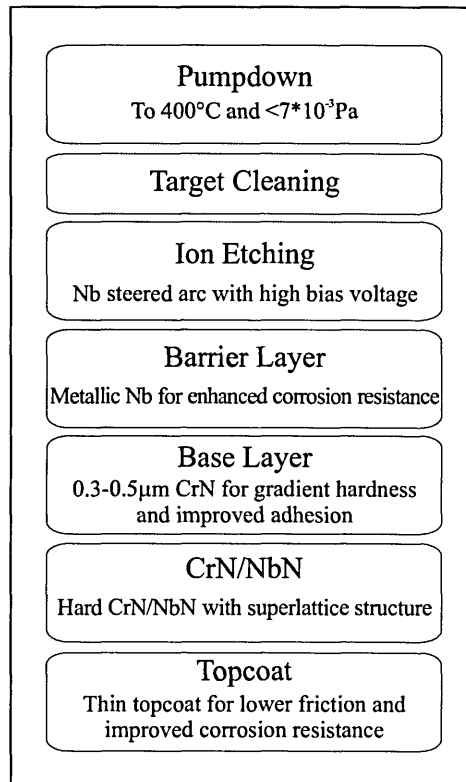 Pumpdown
To 400°C and <7*10⁻³Pa
Target Cleaning
Ion Etching
Nb steered arc with high bias voltage
Barrier Layer
Metallic Nb for enhanced corrosion resistance
Base Layer
0.3-0.5µm CrN for gradient hardness
and improved adhesion
CrN/NbN
Hard CrN/NbN with superlattice structure
Topcoat
Thin topcoat for lower friction and
improved corrosion resistance